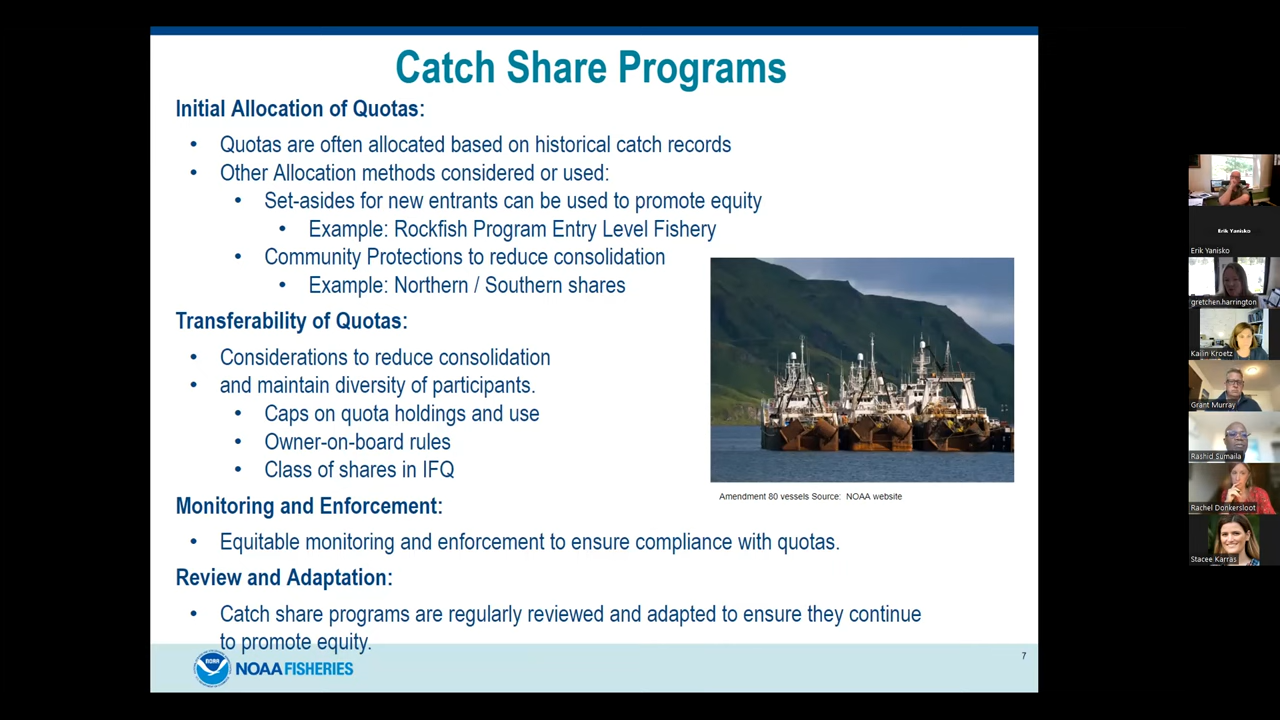 Catch Share Programs
Initial Allocation of Quotas:
• Quotas are often allocated based on historical catch records
• Other Allocation methods considered or used:
• Set-asides for new entrants can be used to promote equity
• Example: Rockfish Program Entry Level Fishery
• Community Protections to reduce consolidation
• Example: Northern / Southern shares
Transferability of Quotas:
• Considerations to reduce consolidation
• and maintain diversity of participants.
• Caps on quota holdings and use
• Owner-on-board rules
• Class of shares in IFQ
Amendment 80 vessels Source: NOAA website
Monitoring and Enforcement:
• Equitable monitoring and enforcement to ensure compliance with quotas.
Review and Adaptation:
• Catch share programs are regularly reviewed and adapted to ensure they continue
to promote equity.
NOAA
NOAA FISHERIES
7
Erik Yanisko
Erik Yanisko
gretchen.harrington
Kailin Kroetz
Grant Murray
Rashid Sumaila
Rachel Donkersloot
Stacee Karras